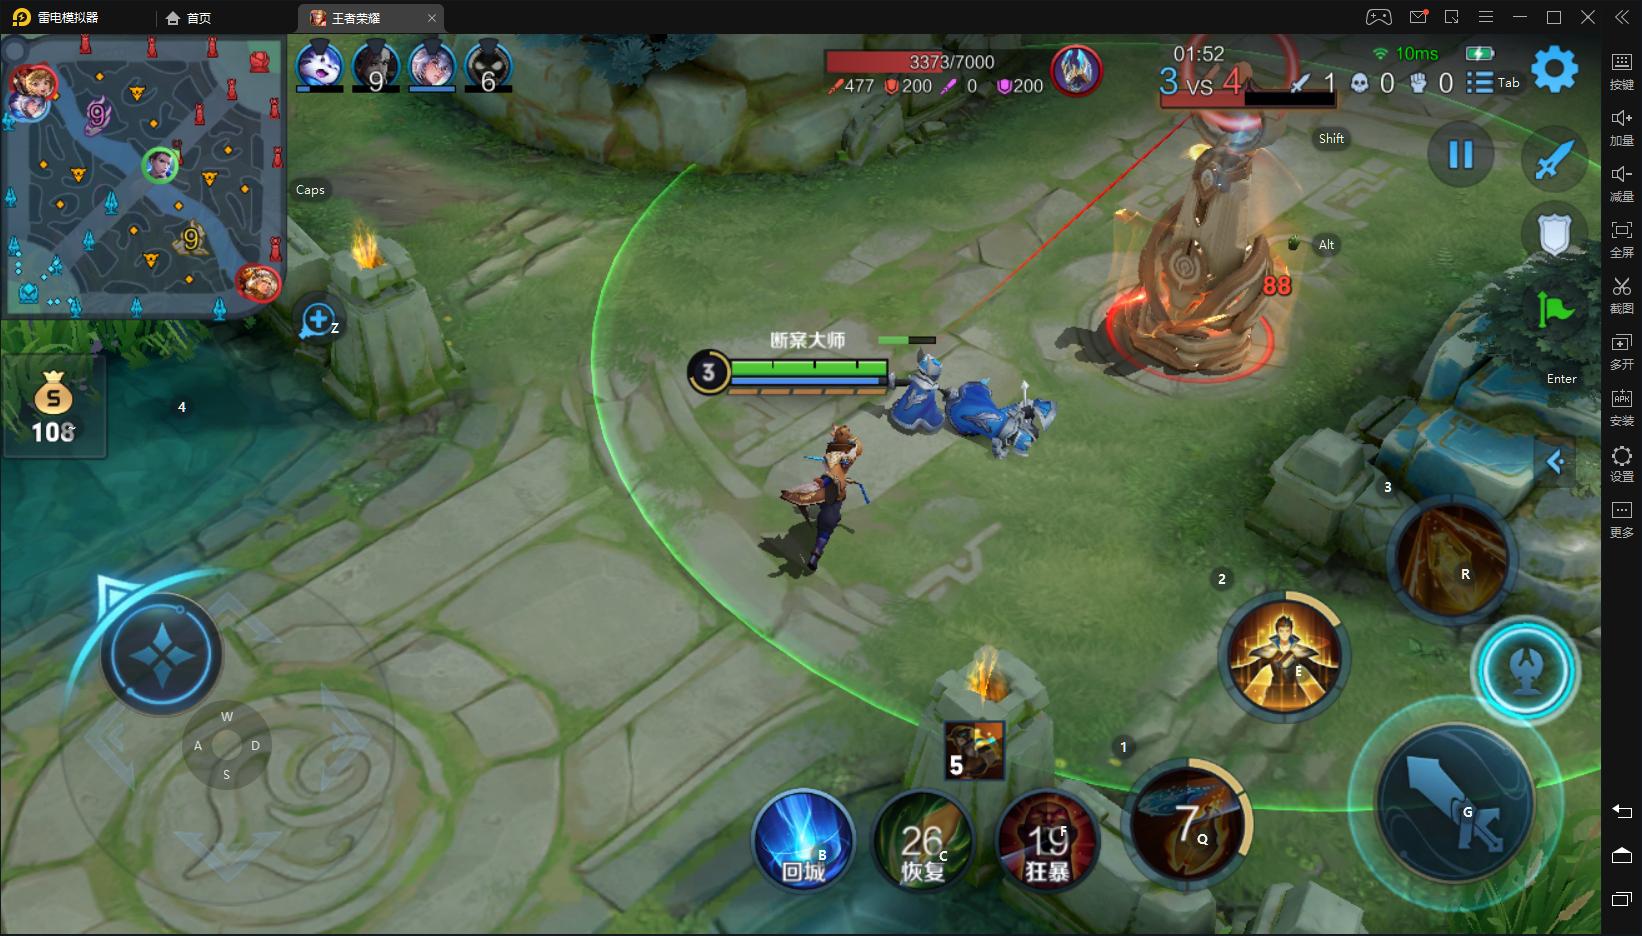 雷电模拟器
首页
王者荣耀
9
6
3373/7000
477 200 0 200
01:52
3 VS 4
1 0 0
10ms
Tab
Shift
Caps
Alt
Enter
9
9
Z
S
108
4
88
断案大师
3
3
R
2
E
1
7
Q
G
W
A D
S
5
B
回城
26
C
恢复
19
F
狂暴
按键
加量
减量
全屏
截图
多开
APK
安装
设置
更多